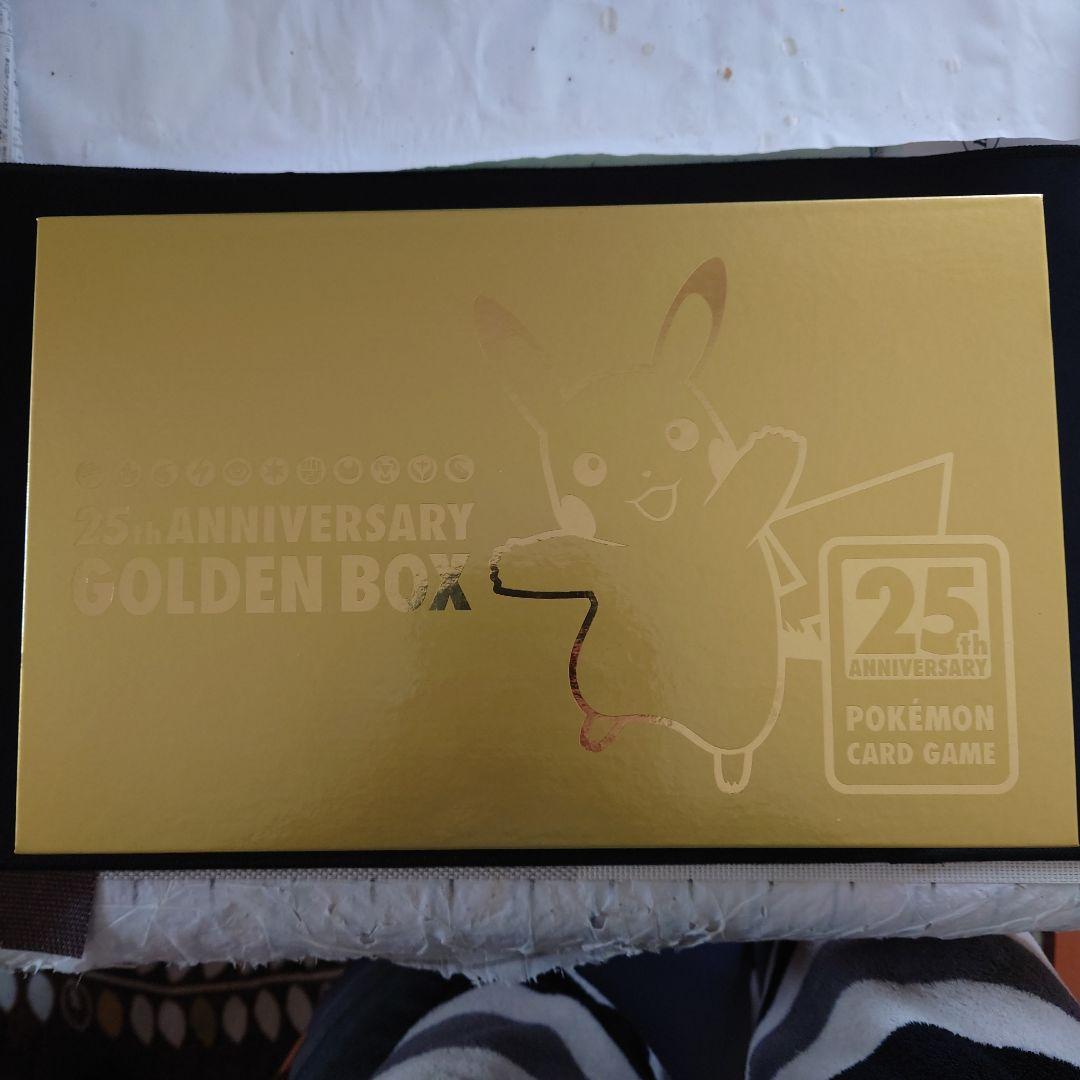 25th ANNIVERSARY
GOLDEN BOX
25th
ANNIVERSARY
POKÉMON
CARD GAME